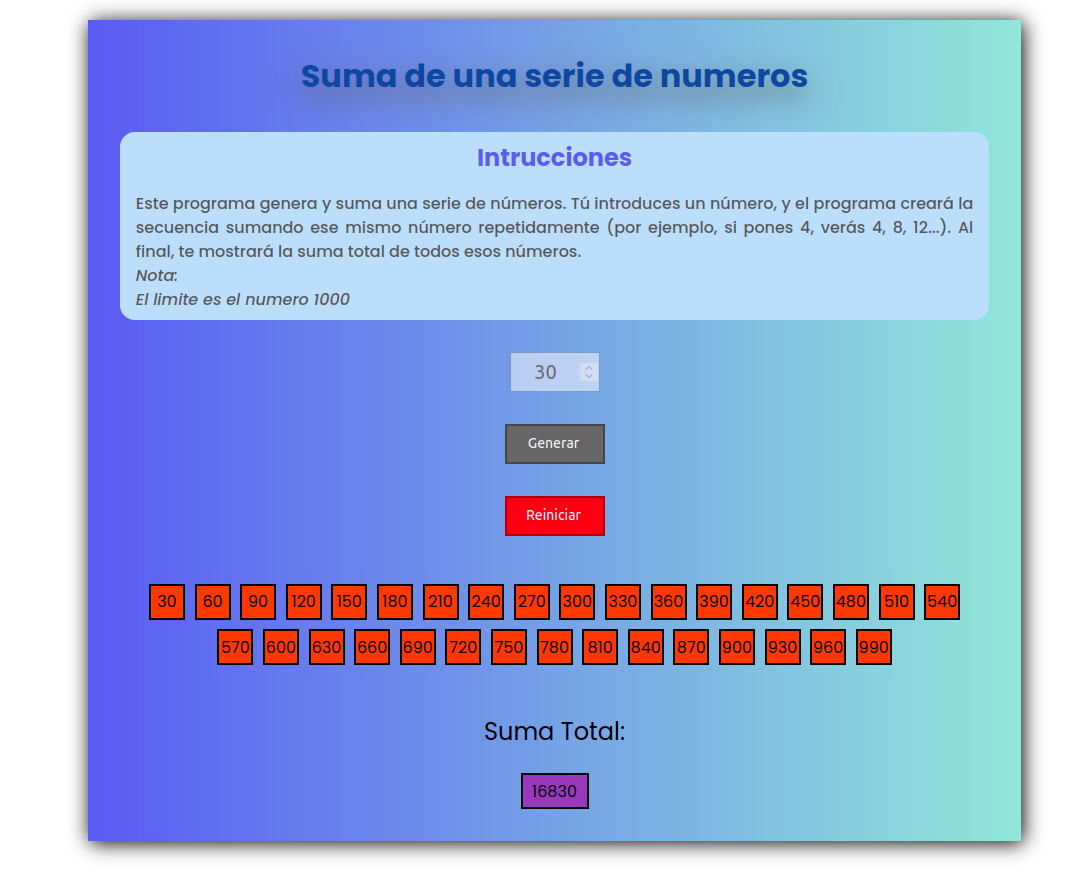 Suma de una serie de numeros
Intrucciones
Este programa genera y suma una serie de números. Tú introduces un número, y el programa creará la
secuencia sumando ese mismo número repetidamente (por ejemplo, si pones 4, verás 4, 8, 12...). Al
final, te mostrará la suma total de todos esos números.
Nota:
El limite es el numero 1000
30
Generar
Reiniciar
30 60 90 120 150 180 210 240 270 300 330 360 390 420 450 480 510 540
570 600 630 660 690 720 750 780 810 840 870 900 930 960 990
Suma Total:
16830